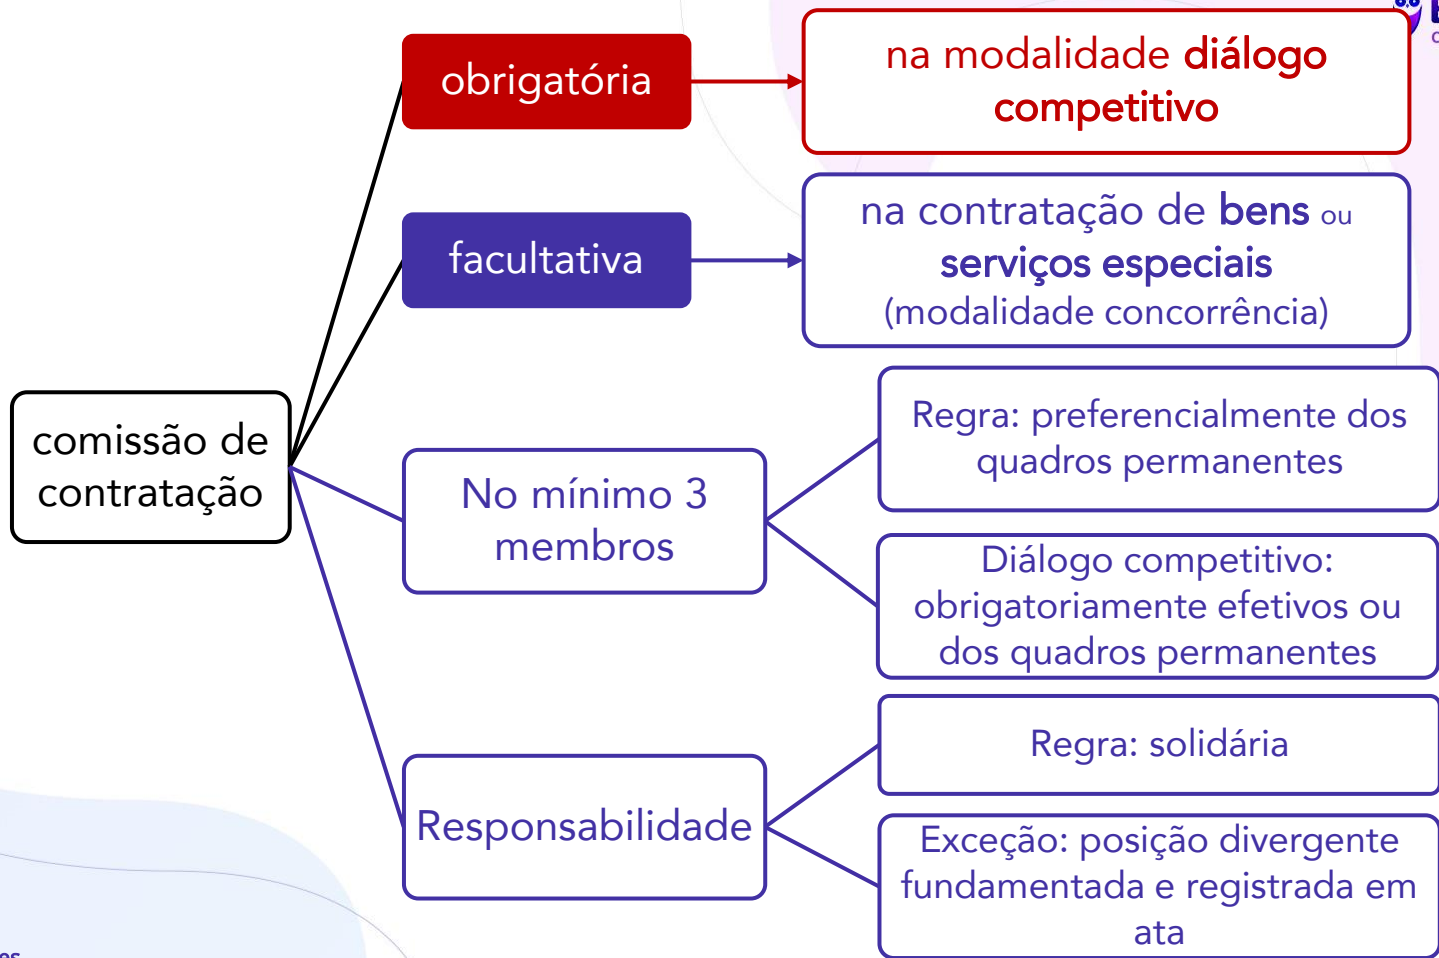 obrigatória
na modalidade diálogo
competitivo
facultativa
na contratação de bens ou
serviços especiais
(modalidade concorrência)
comissão de
contratação
No mínimo 3
membros
Regra: preferencialmente dos
quadros permanentes
Diálogo competitivo:
obrigatoriamente efetivos ou
dos quadros permanentes
Responsabilidade
Regra: solidária
Exceção: posição divergente
fundamentada e registrada em
ata